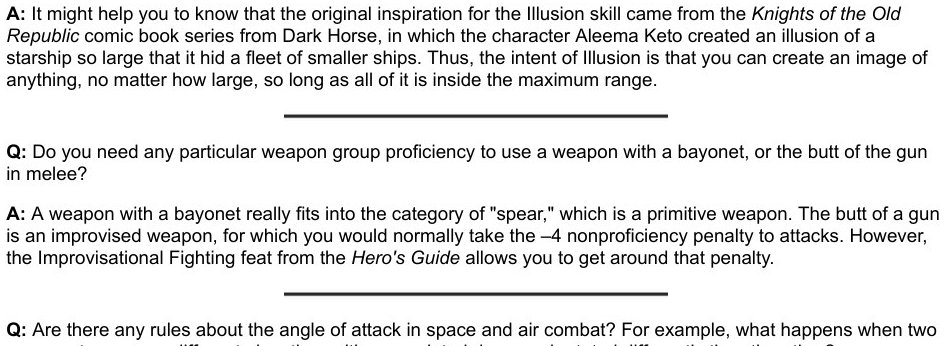 A: It might help you to know that the original inspiration for the Illusion skill came from the Knights of the Old
Republic comic book series from Dark Horse, in which the character Aleema Keto created an illusion of a
starship so large that it hid a fleet of smaller ships. Thus, the intent of Illusion is that you can create an image of
anything, no matter how large, so long as all of it is inside the maximum range.
Q: Do you need any particular weapon group proficiency to use a weapon with a bayonet, or the butt of the gun
in melee?
A: A weapon with a bayonet really fits into the category of "spear," which is a primitive weapon. The butt of a gun
is an improvised weapon, for which you would normally take the –4 nonproficiency penalty to attacks. However,
the Improvisational Fighting feat from the Hero's Guide allows you to get around that penalty.
Q: Are there any rules about the angle of attack in space and air combat? For example, what happens when two